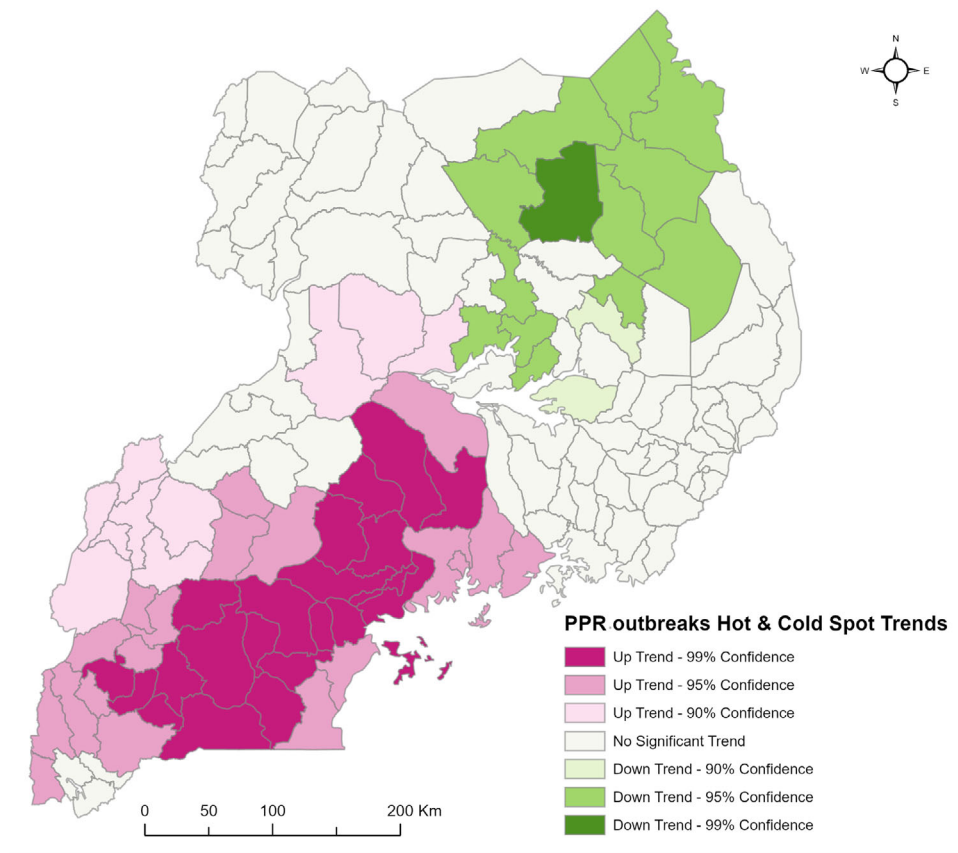 N
W E
S
PPR outbreaks Hot & Cold Spot Trends
Up Trend - 99% Confidence
Up Trend - 95% Confidence
Up Trend - 90% Confidence
No Significant Trend
Down Trend - 90% Confidence
Down Trend - 95% Confidence
Down Trend - 99% Confidence
0 50 100 200 Km